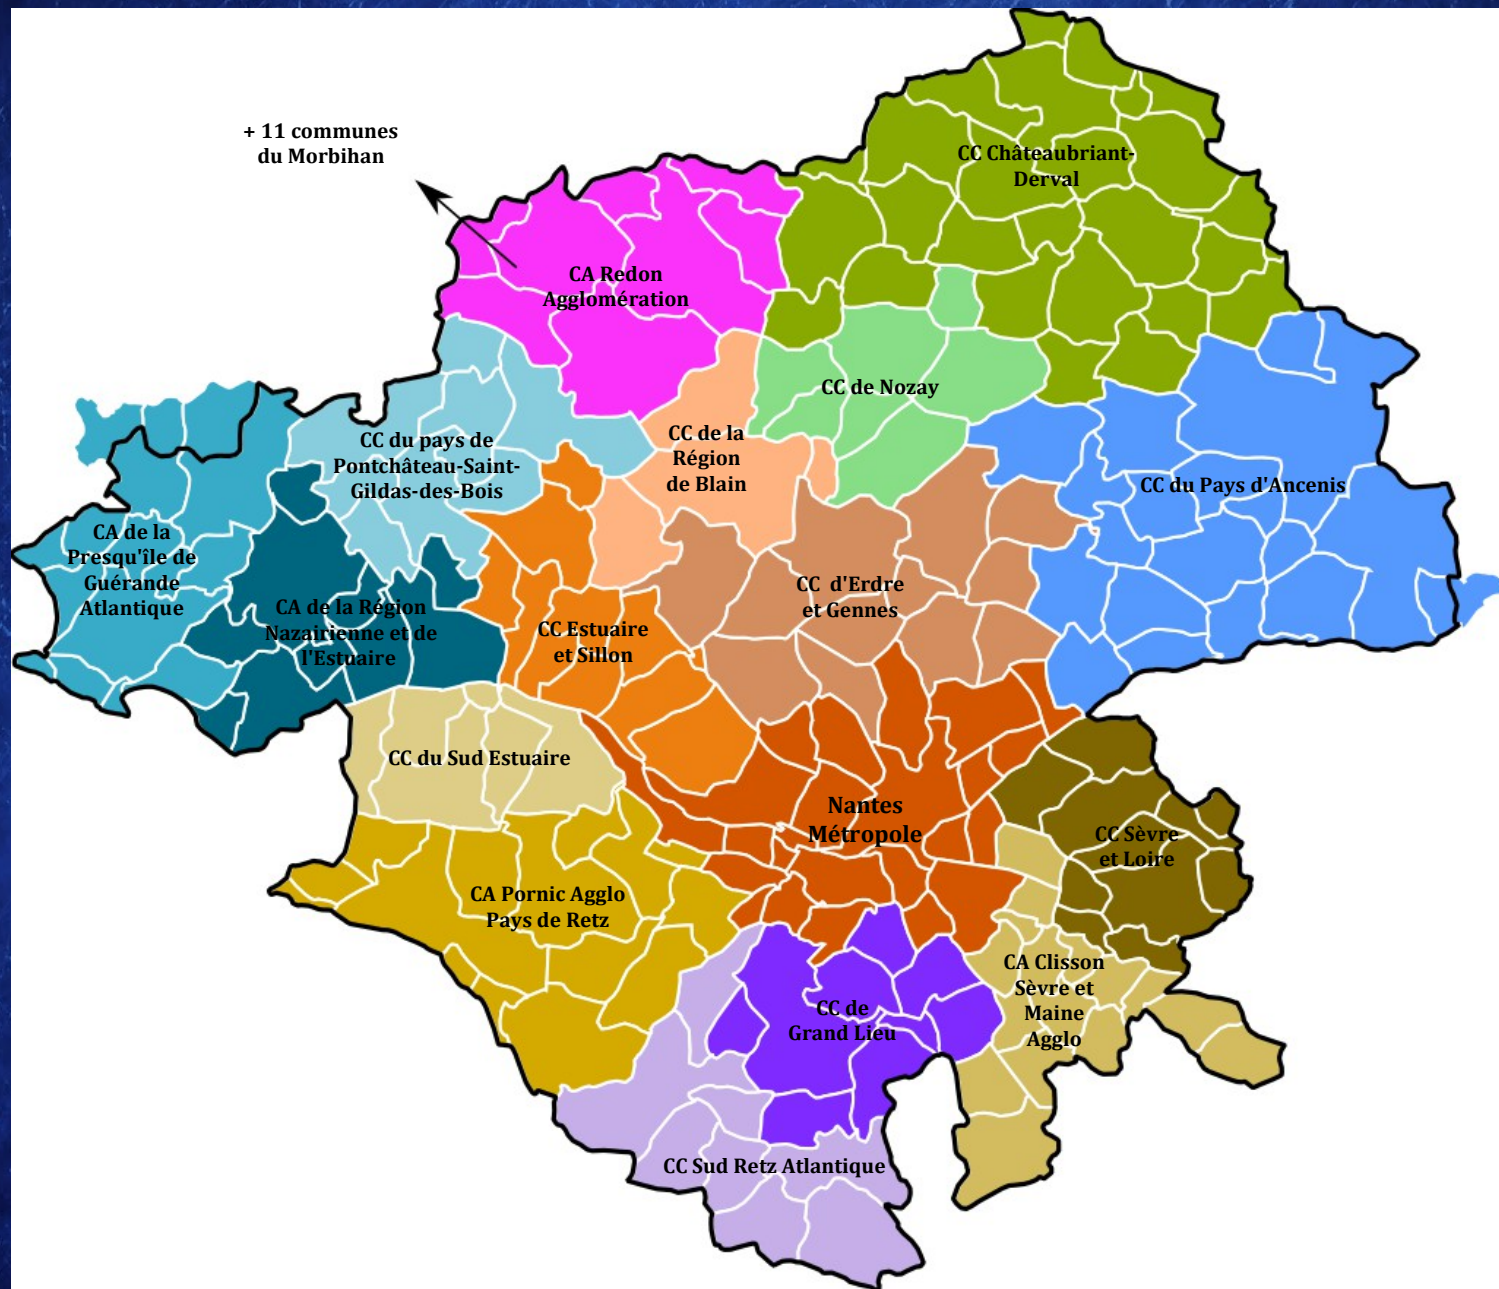 + 11 communes
du Morbihan
CC Châteaubriant-
Derval
CA Redon
Agglomération
CC de Nozay
CC du pays de
Pontchâteau-Saint-
Gildas-des-Bois
CC de la
Région
de Blain
CC du Pays d'Ancenis
CA de la
Presqu'île de
Guérande
Atlantique
CA de la Région
Nazairienne et de
l'Estuaire
CC Estuaire
et Sillon
CC d'Erdre
et Gennes
CC du Sud Estuaire
Nantes
Métropole
CC Sèvre
et Loire
CA Pornic Agglo
Pays de Retz
CC de
Grand Lieu
CA Clisson
Sèvre et
Maine
Agglo
CC Sud Retz Atlantique